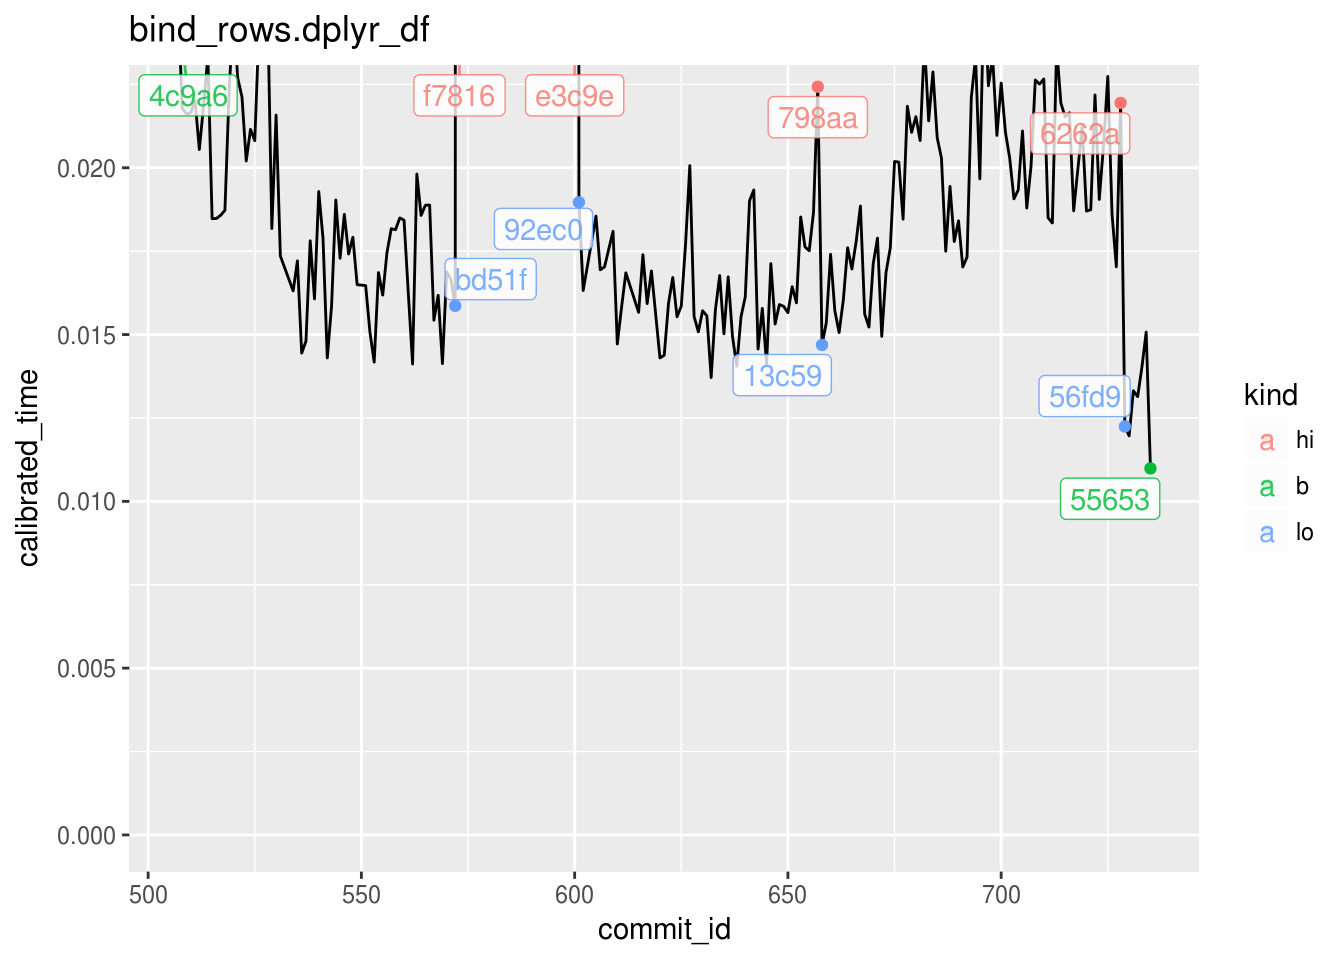 bind_rows.dplyr_df
4c9a6
f7816
e3c9e
798aa
6262a
92ec0
bd51f
13c59
56fd9
55653
0.020
0.015
0.010
0.005
0.000
calibrated_time
500 550 600 650 700
commit_id
kind
a hi
a b
a lo